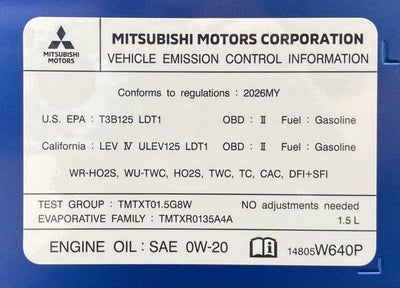 MITSUBISHI MOTORS CORPORATION
MITSUBISHI MOTORS
VEHICLE EMISSION CONTROL INFORMATION
Conforms to regulations : 2026MY
U.S. EPA : T3B125 LDT1 OBD : Ⅱ Fuel : Gasoline
California : LEV Ⅳ ULEV125 LDT1 OBD : Ⅱ Fuel : Gasoline
WR-HO2S, WU-TWC, HO2S, TWC, TC, CAC, DFI+SFI
TEST GROUP : TMTXT01.5G8W NO adjustments needed
EVAPORATIVE FAMILY : TMTXR0135A4A 1.5 L
ENGINE OIL : SAE 0W-20 14805W640P